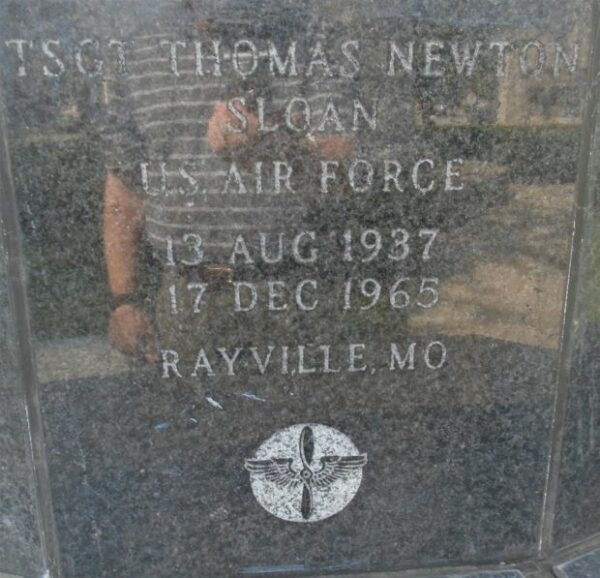 TSGT THOMAS NEWTON
SLOAN
U.S. AIR FORCE
13 AUG 1937
17 DEC 1965
RAYVILLE, MO